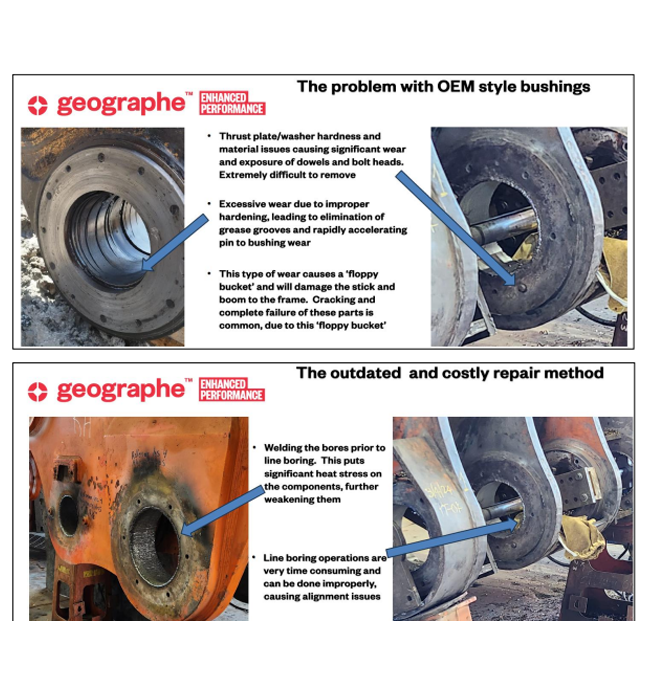 The problem with OEM style bushings
geographe™ ENHANCED
PERFORMANCE
• Thrust plate/washer hardness and
material issues causing significant wear
and exposure of dowels and bolt heads.
Extremely difficult to remove
• Excessive wear due to improper
hardening, leading to elimination of
grease grooves and rapidly accelerating
pin to bushing wear
• This type of wear causes a ‘floppy
bucket’ and will damage the stick and
boom to the frame. Cracking and
complete failure of these parts is
common, due to this ‘floppy bucket’
The outdated and costly repair method
geographe™ ENHANCED
PERFORMANCE
• Welding the bores prior to
line boring. This puts
significant heat stress on
the components, further
weakening them
• Line boring operations are
very time consuming and
can be done improperly,
causing alignment issues